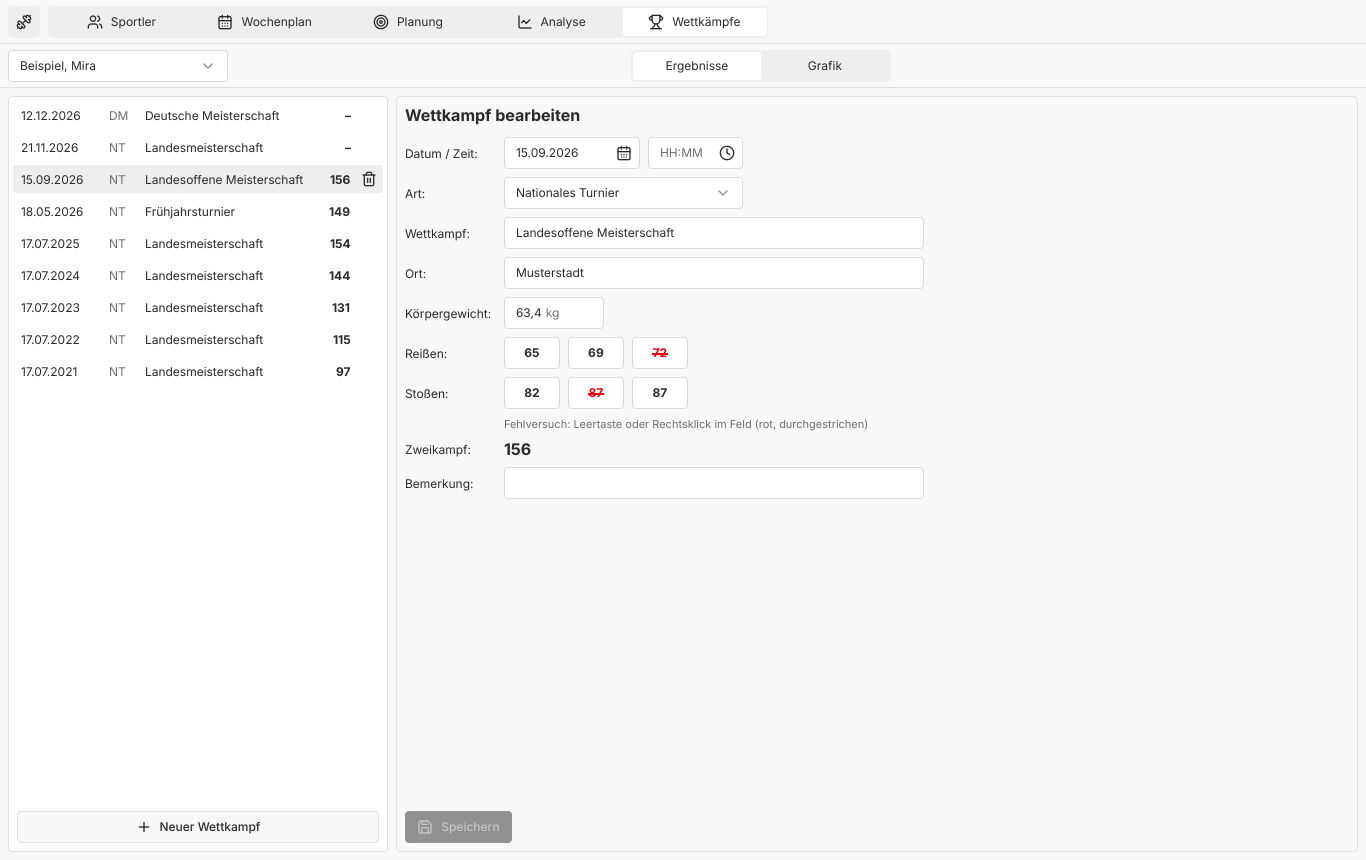 Sportler Wochenplan Planung Analyse Wettkämpfe
Beispiel, Mira Ergebnisse Grafik
12.12.2026 DM Deutsche Meisterschaft –
21.11.2026 NT Landesmeisterschaft –
15.09.2026 NT Landesoffene Meisterschaft 156
18.05.2026 NT Frühjahrsturnier 149
17.07.2025 NT Landesmeisterschaft 154
17.07.2024 NT Landesmeisterschaft 144
17.07.2023 NT Landesmeisterschaft 131
17.07.2022 NT Landesmeisterschaft 115
17.07.2021 NT Landesmeisterschaft 97
Neuer Wettkampf
Wettkampf bearbeiten
Datum / Zeit: 15.09.2026 HH:MM
Art: Nationales Turnier
Wettkampf: Landesoffene Meisterschaft
Ort: Musterstadt
Körpergewicht: 63,4 kg
Reißen: 65 69 72
Stoßen: 82 87 87
Fehlversuch: Leertaste oder Rechtsklick im Feld (rot, durchgestrichen)
Zweikampf: 156
Bemerkung:
Speichern